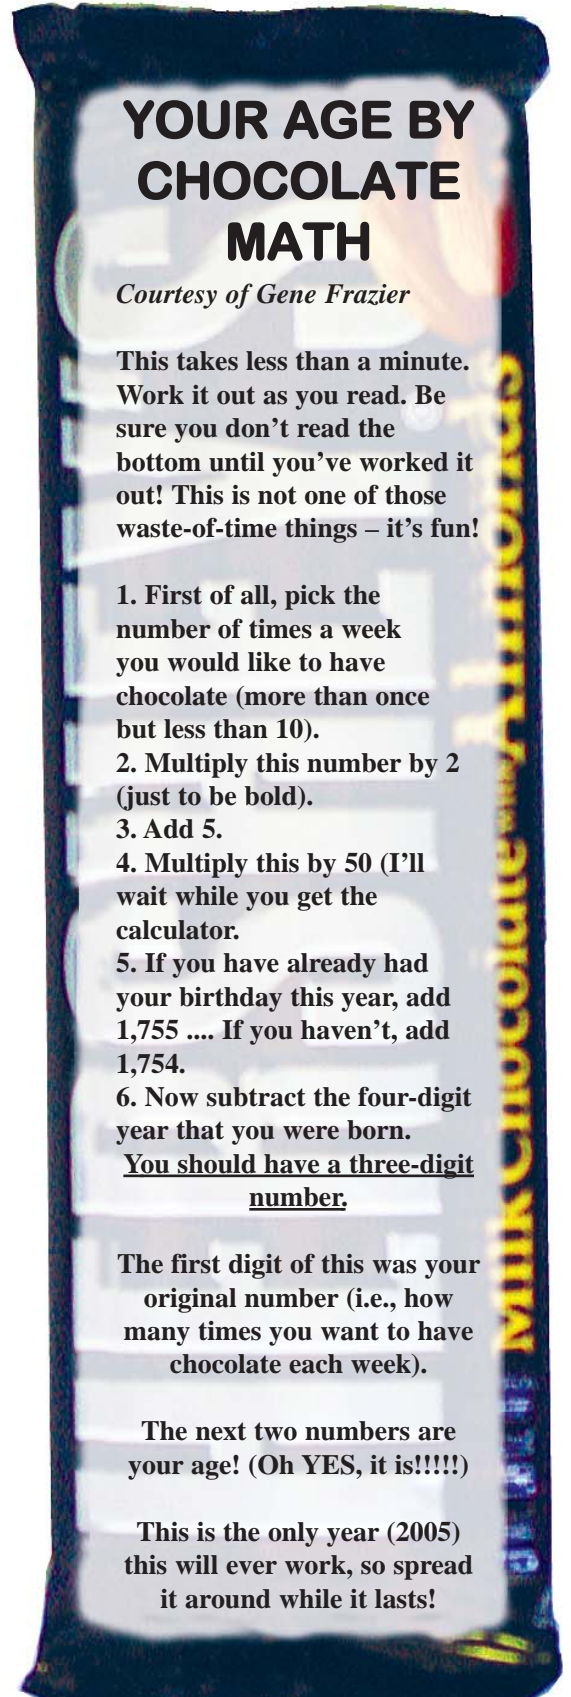 YOUR AGE BY
CHOCOLATE
MATH
Courtesy of Gene Frazier
This takes less than a minute.
Work it out as you read. Be
sure you don't read the
bottom until you've worked it
out! This is not one of those
waste-of-time things – it's fun!
1. First of all, pick the
number of times a week
you would like to have
chocolate (more than once
but less than 10).
2. Multiply this number by 2
(just to be bold).
3. Add 5.
4. Multiply this by 50 (I'll
wait while you get the
calculator.
5. If you have already had
your birthday this year, add
1,755 .... If you haven't, add
1,754.
6. Now subtract the four-digit
year that you were born.
You should have a three-digit
number.
The first digit of this was your
original number (i.e., how
many times you want to have
chocolate each week).
The next two numbers are
your age! (Oh YES, it is!!!!!)
This is the only year (2005)
this will ever work, so spread
it around while it lasts!
Milk Chocolate with Almonds